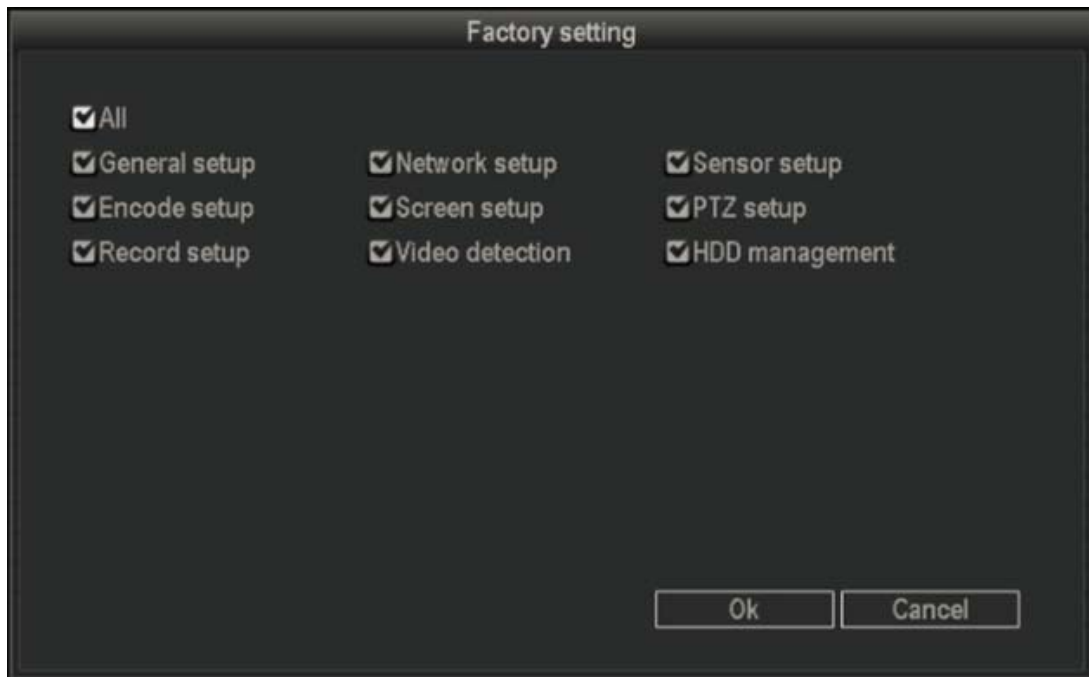 Factory setting
All
General setup Network setup Sensor setup
Encode setup Screen setup PTZ setup
Record setup Video detection HDD management
Ok Cancel